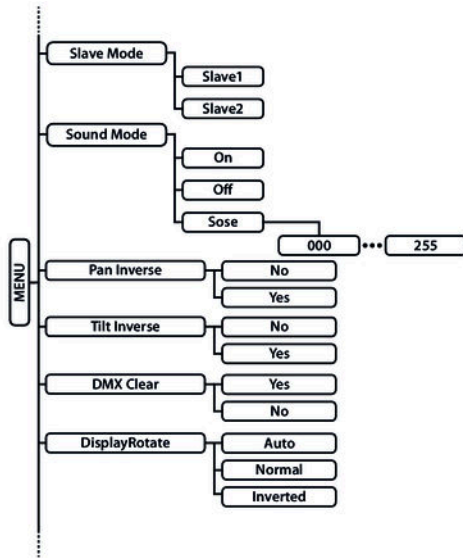 Slave Mode
Slave1
Slave2
Sound Mode
On
Off
Sose
000 ••• 255
MENU
Pan Inverse
No
Yes
Tilt Inverse
No
Yes
DMX Clear
Yes
No
DisplayRotate
Auto
Normal
Inverted